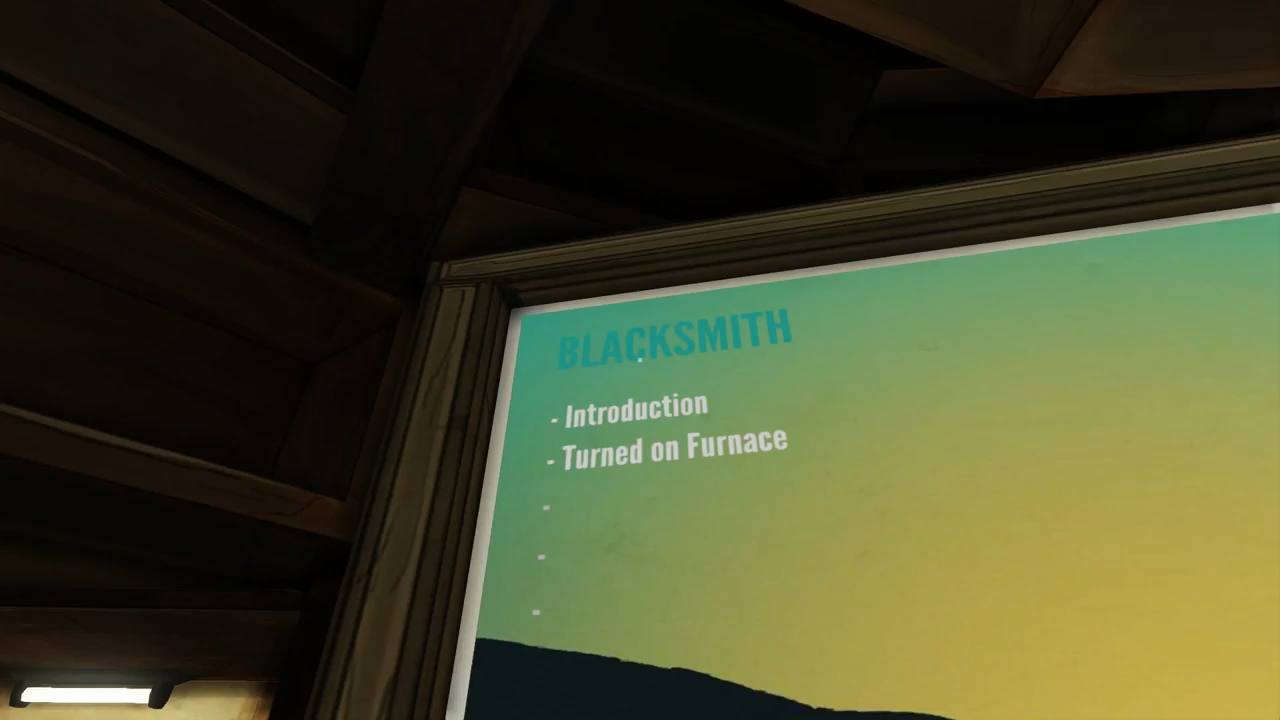 BLACKSMITH
- Introduction
- Turned on Furnace
-
-
-